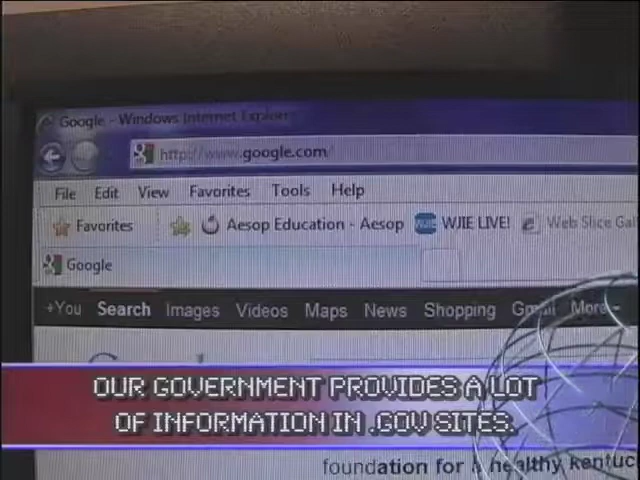 Google - Windows Internet Explorer
http://www.google.com/
File Edit View Favorites Tools Help
Favorites Aesop Education - Aesop WJIE LIVE! Web Slice Gal
Google
+You Search Images Videos Maps News Shopping Gmail More
OUR GOVERNMENT PROVIDES A LOT
OF INFORMATION IN .GOV SITES.
foundation for a healthy kentuc